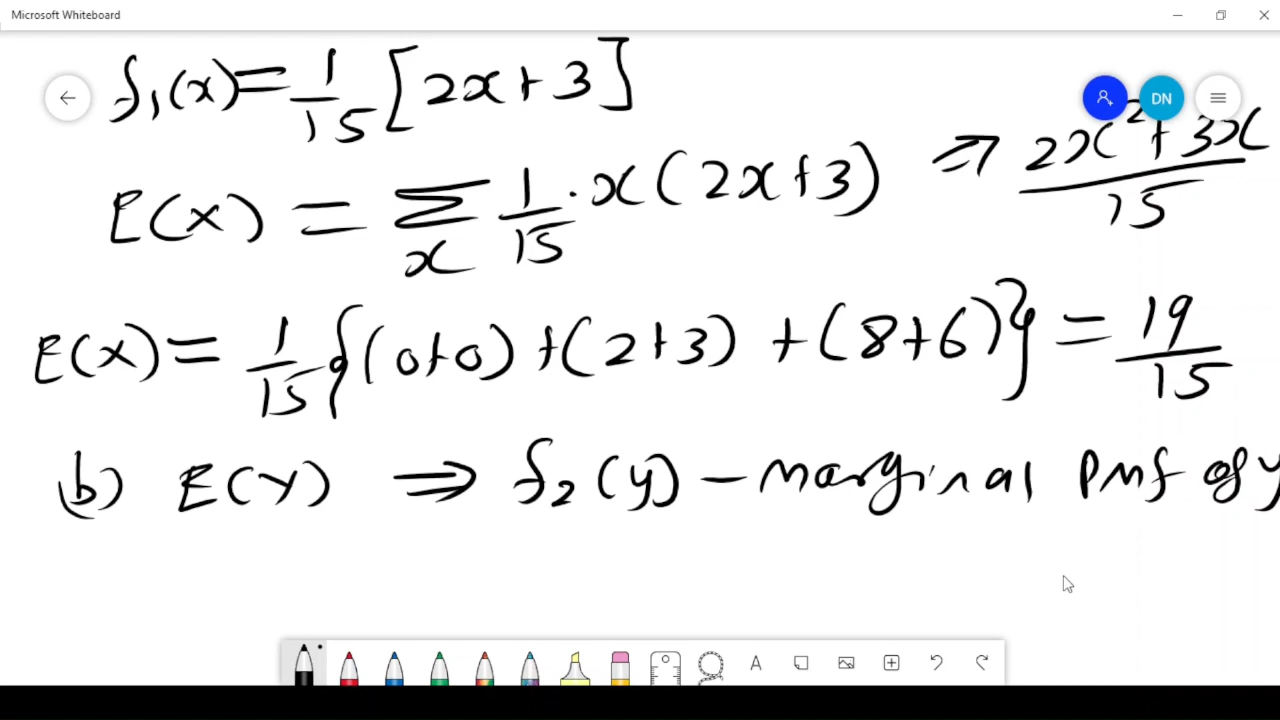 Microsoft Whiteboard
f₁(x) = 1/15 [2x+3]
DN
E(X) = Σₓ 1/15 · x(2x+3) ⇒ (2x²+3x)/15
E(X) = 1/15 {(0+0) + (2+3) + (8+6)} = 19/15
b) E(Y) ⇒ f₂(y) – marginal Pmf of y
A